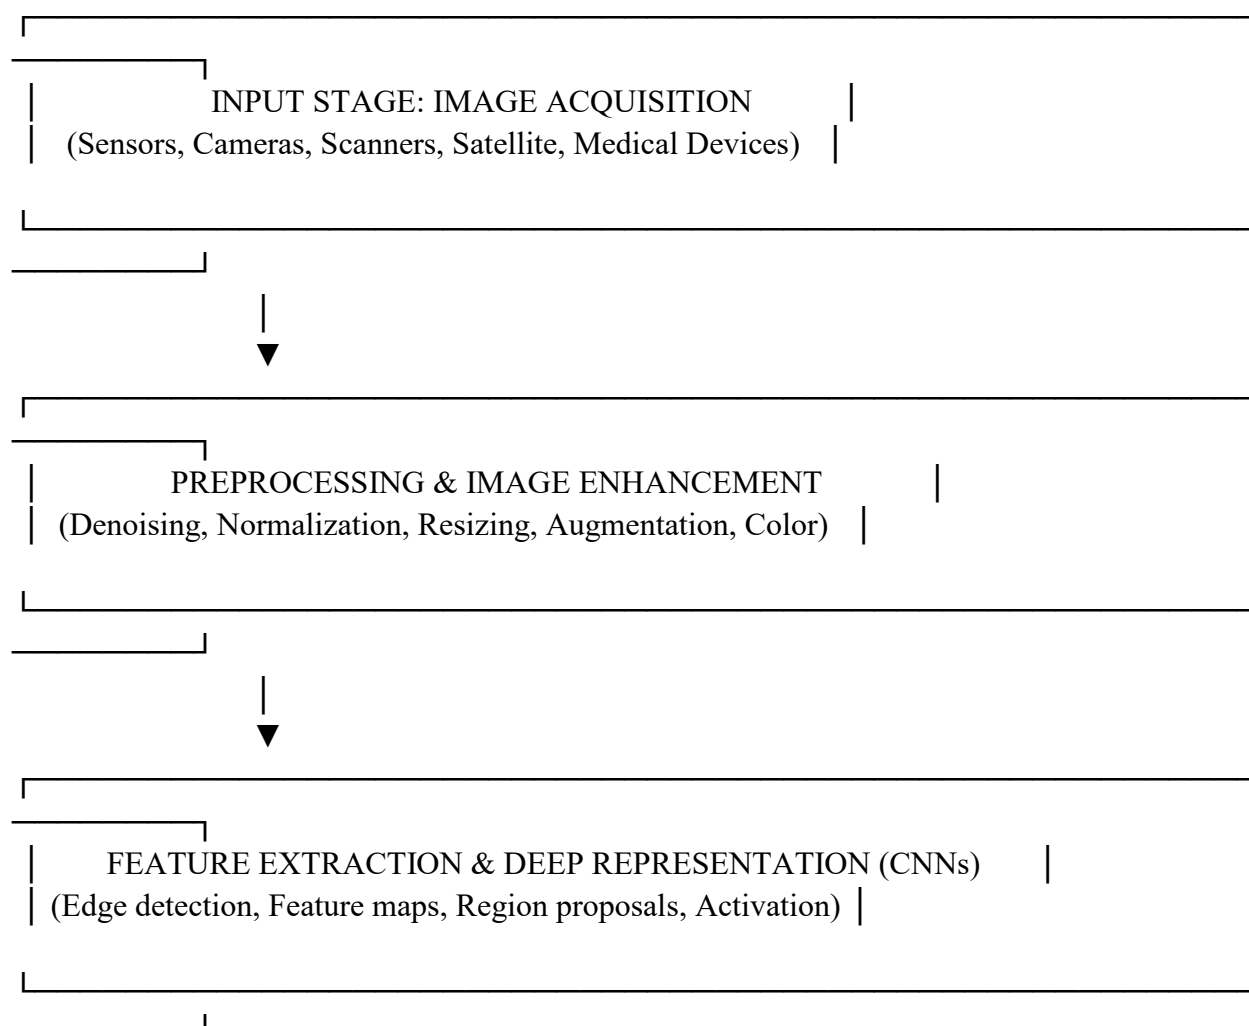 INPUT STAGE: IMAGE ACQUISITION
(Sensors, Cameras, Scanners, Satellite, Medical Devices)
PREPROCESSING & IMAGE ENHANCEMENT
(Denoising, Normalization, Resizing, Augmentation, Color)
FEATURE EXTRACTION & DEEP REPRESENTATION (CNNs)
(Edge detection, Feature maps, Region proposals, Activation)